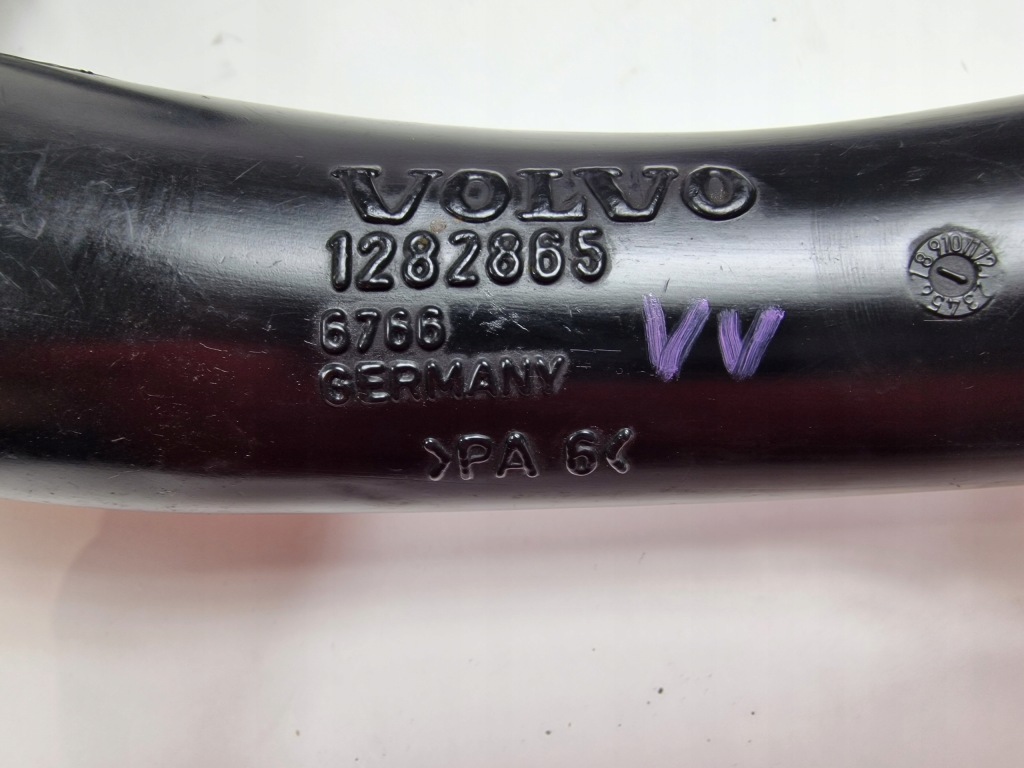 VOLVO
1282865
6766
GERMANY
>PA 6<
VV